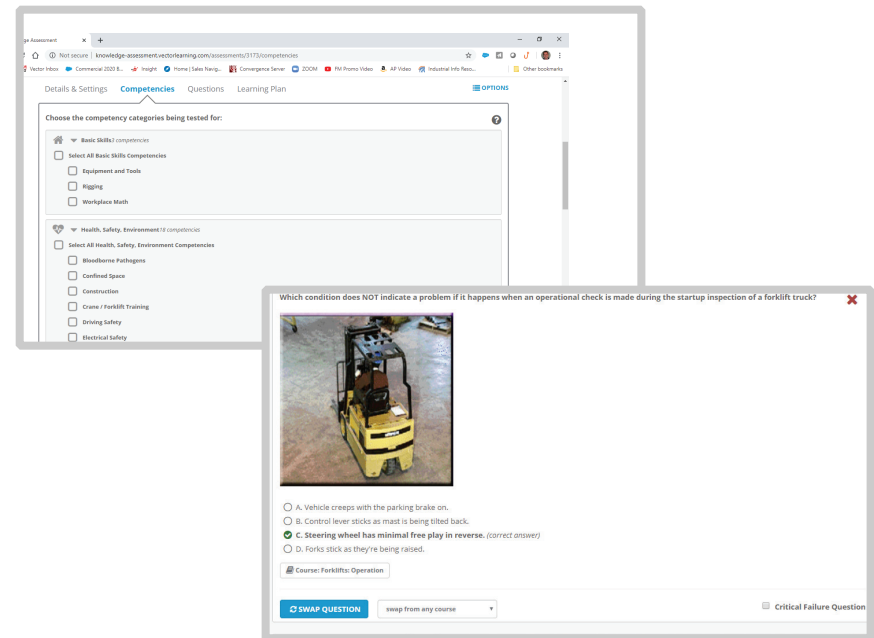 ge Assessment × +
Not secure | knowledge-assessment.vectorlearning.com/assessments/3173/competencies
Vector Inbox Commercial 2020 B... Insight Home | Sales Navig... Convergence Server ZOOM FM Promo Video AP Video Industrial Info Reso... Other bookmarks
Details & Settings Competencies Questions Learning Plan OPTIONS
Choose the competency categories being tested for:
Basic Skills 3 competencies
Select All Basic Skills Competencies
Equipment and Tools
Rigging
Workplace Math
Health, Safety, Environment 18 competencies
Select All Health, Safety, Environment Competencies
Bloodborne Pathogens
Confined Space
Construction
Crane / Forklift Training
Driving Safety
Electrical Safety
Which condition does NOT indicate a problem if it happens when an operational check is made during the startup inspection of a forklift truck?
A. Vehicle creeps with the parking brake on.
B. Control lever sticks as mast is being tilted back.
C. Steering wheel has minimal free play in reverse. (correct answer)
D. Forks stick as they're being raised.
Course: Forklifts: Operation
SWAP QUESTION swap from any course Critical Failure Question